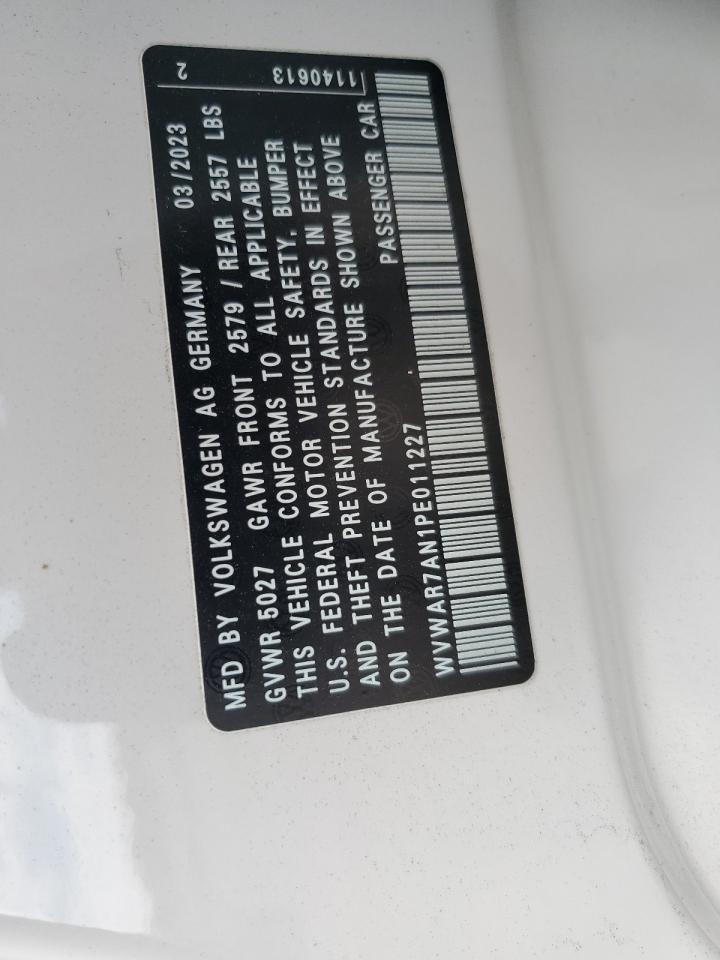 MFD BY VOLKSWAGEN AG GERMANY 03/2023
GVWR 5027 GAWR FRONT 2579 / REAR 2557 LBS
THIS VEHICLE CONFORMS TO ALL APPLICABLE
U.S. FEDERAL MOTOR VEHICLE SAFETY, BUMPER
AND THEFT PREVENTION STANDARDS IN EFFECT
ON THE DATE OF MANUFACTURE SHOWN ABOVE
WVWAR7AN1PE011227 PASSENGER CAR
2 1140613